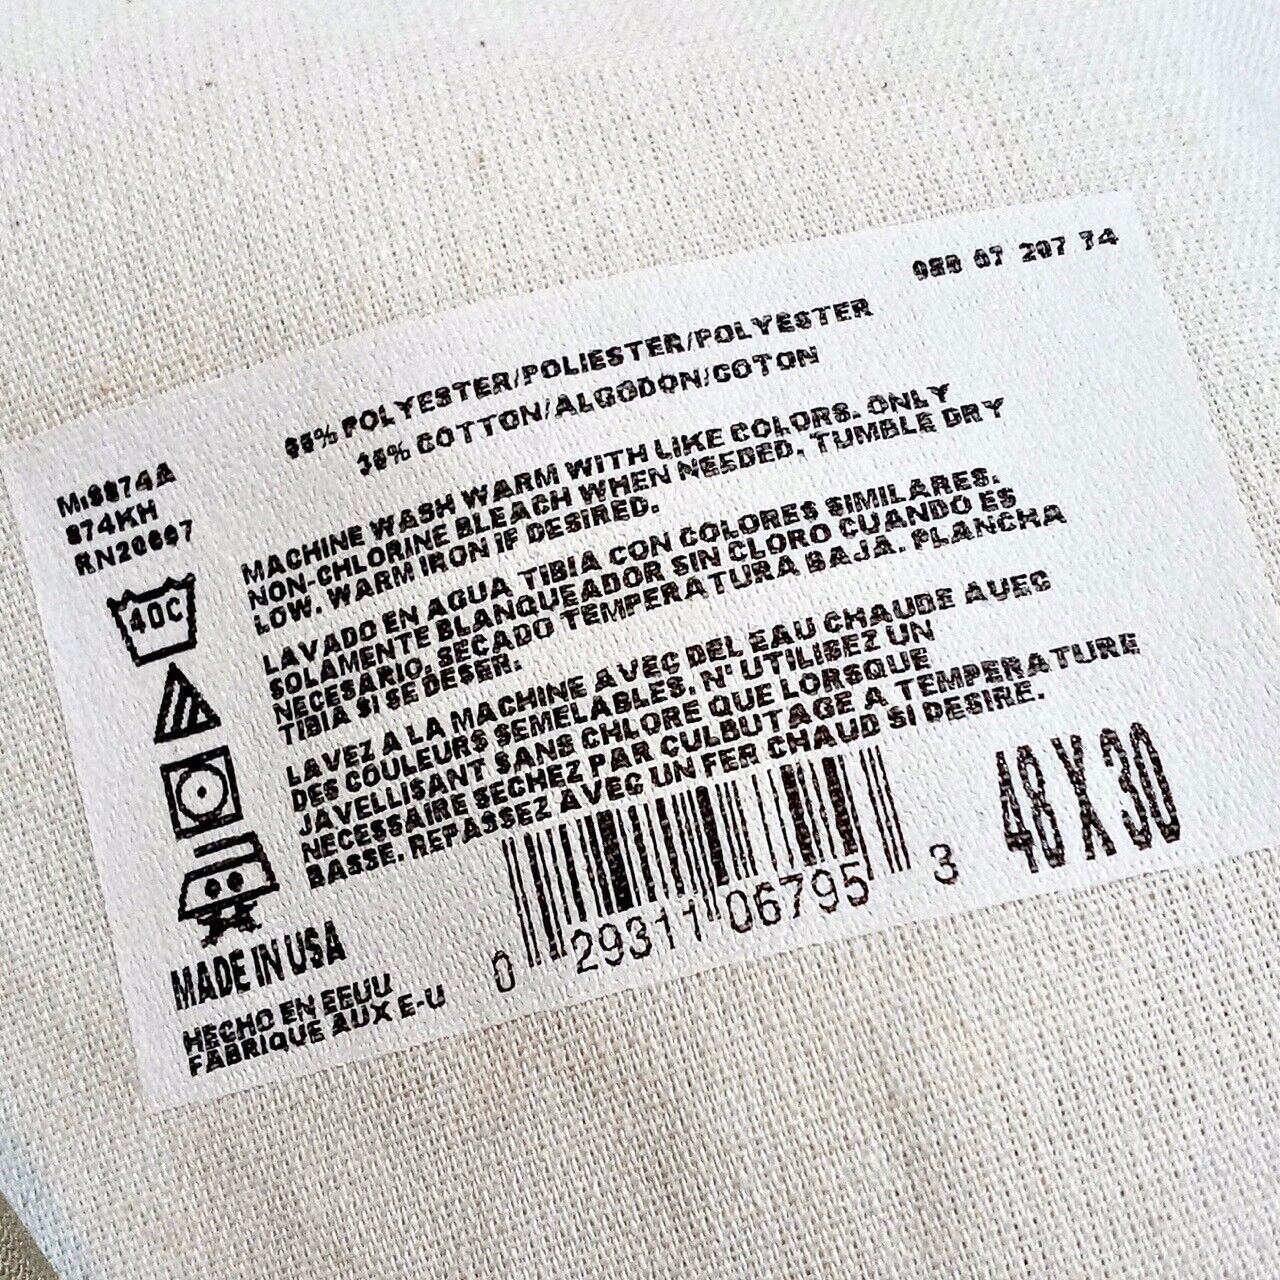 07 207 74
65% POLYESTER/POLIESTER/POLYESTER
35% COTTON/ALGODON/COTON
874KH
RN20697
MACHINE WASH WARM WITH LIKE COLORS. ONLY
NON-CHLORINE BLEACH WHEN NEEDED. TUMBLE DRY
LOW. WARM IRON IF DESIRED.
LAVADO EN AGUA TIBIA CON COLORES SIMILARES.
SOLAMENTE BLANQUEADOR SIN CLORO CUANDO ES
NECESARIO. SECADO TEMPERATURA BAJA. PLANCHA
TIBIA SI SE DESER.
LAVEZ A LA MACHINE AVEC DEL EAU CHAUDE AVEC
DES COULEURS SEMELABLES. N' UTILISEZ UN
JAVELLISANT SANS CHLORE QUE LORSQUE
NECESSAIRE SECHEZ PAR CULBUTAGE A TEMPERATURE
BASSE. REPASSEZ AVEC UN FER CHAUD SI DESIRE.
40C
MADE IN USA
HECHO EN EEUU
FABRIQUE AUX E-U
0 29311 06795 3
48 X 30